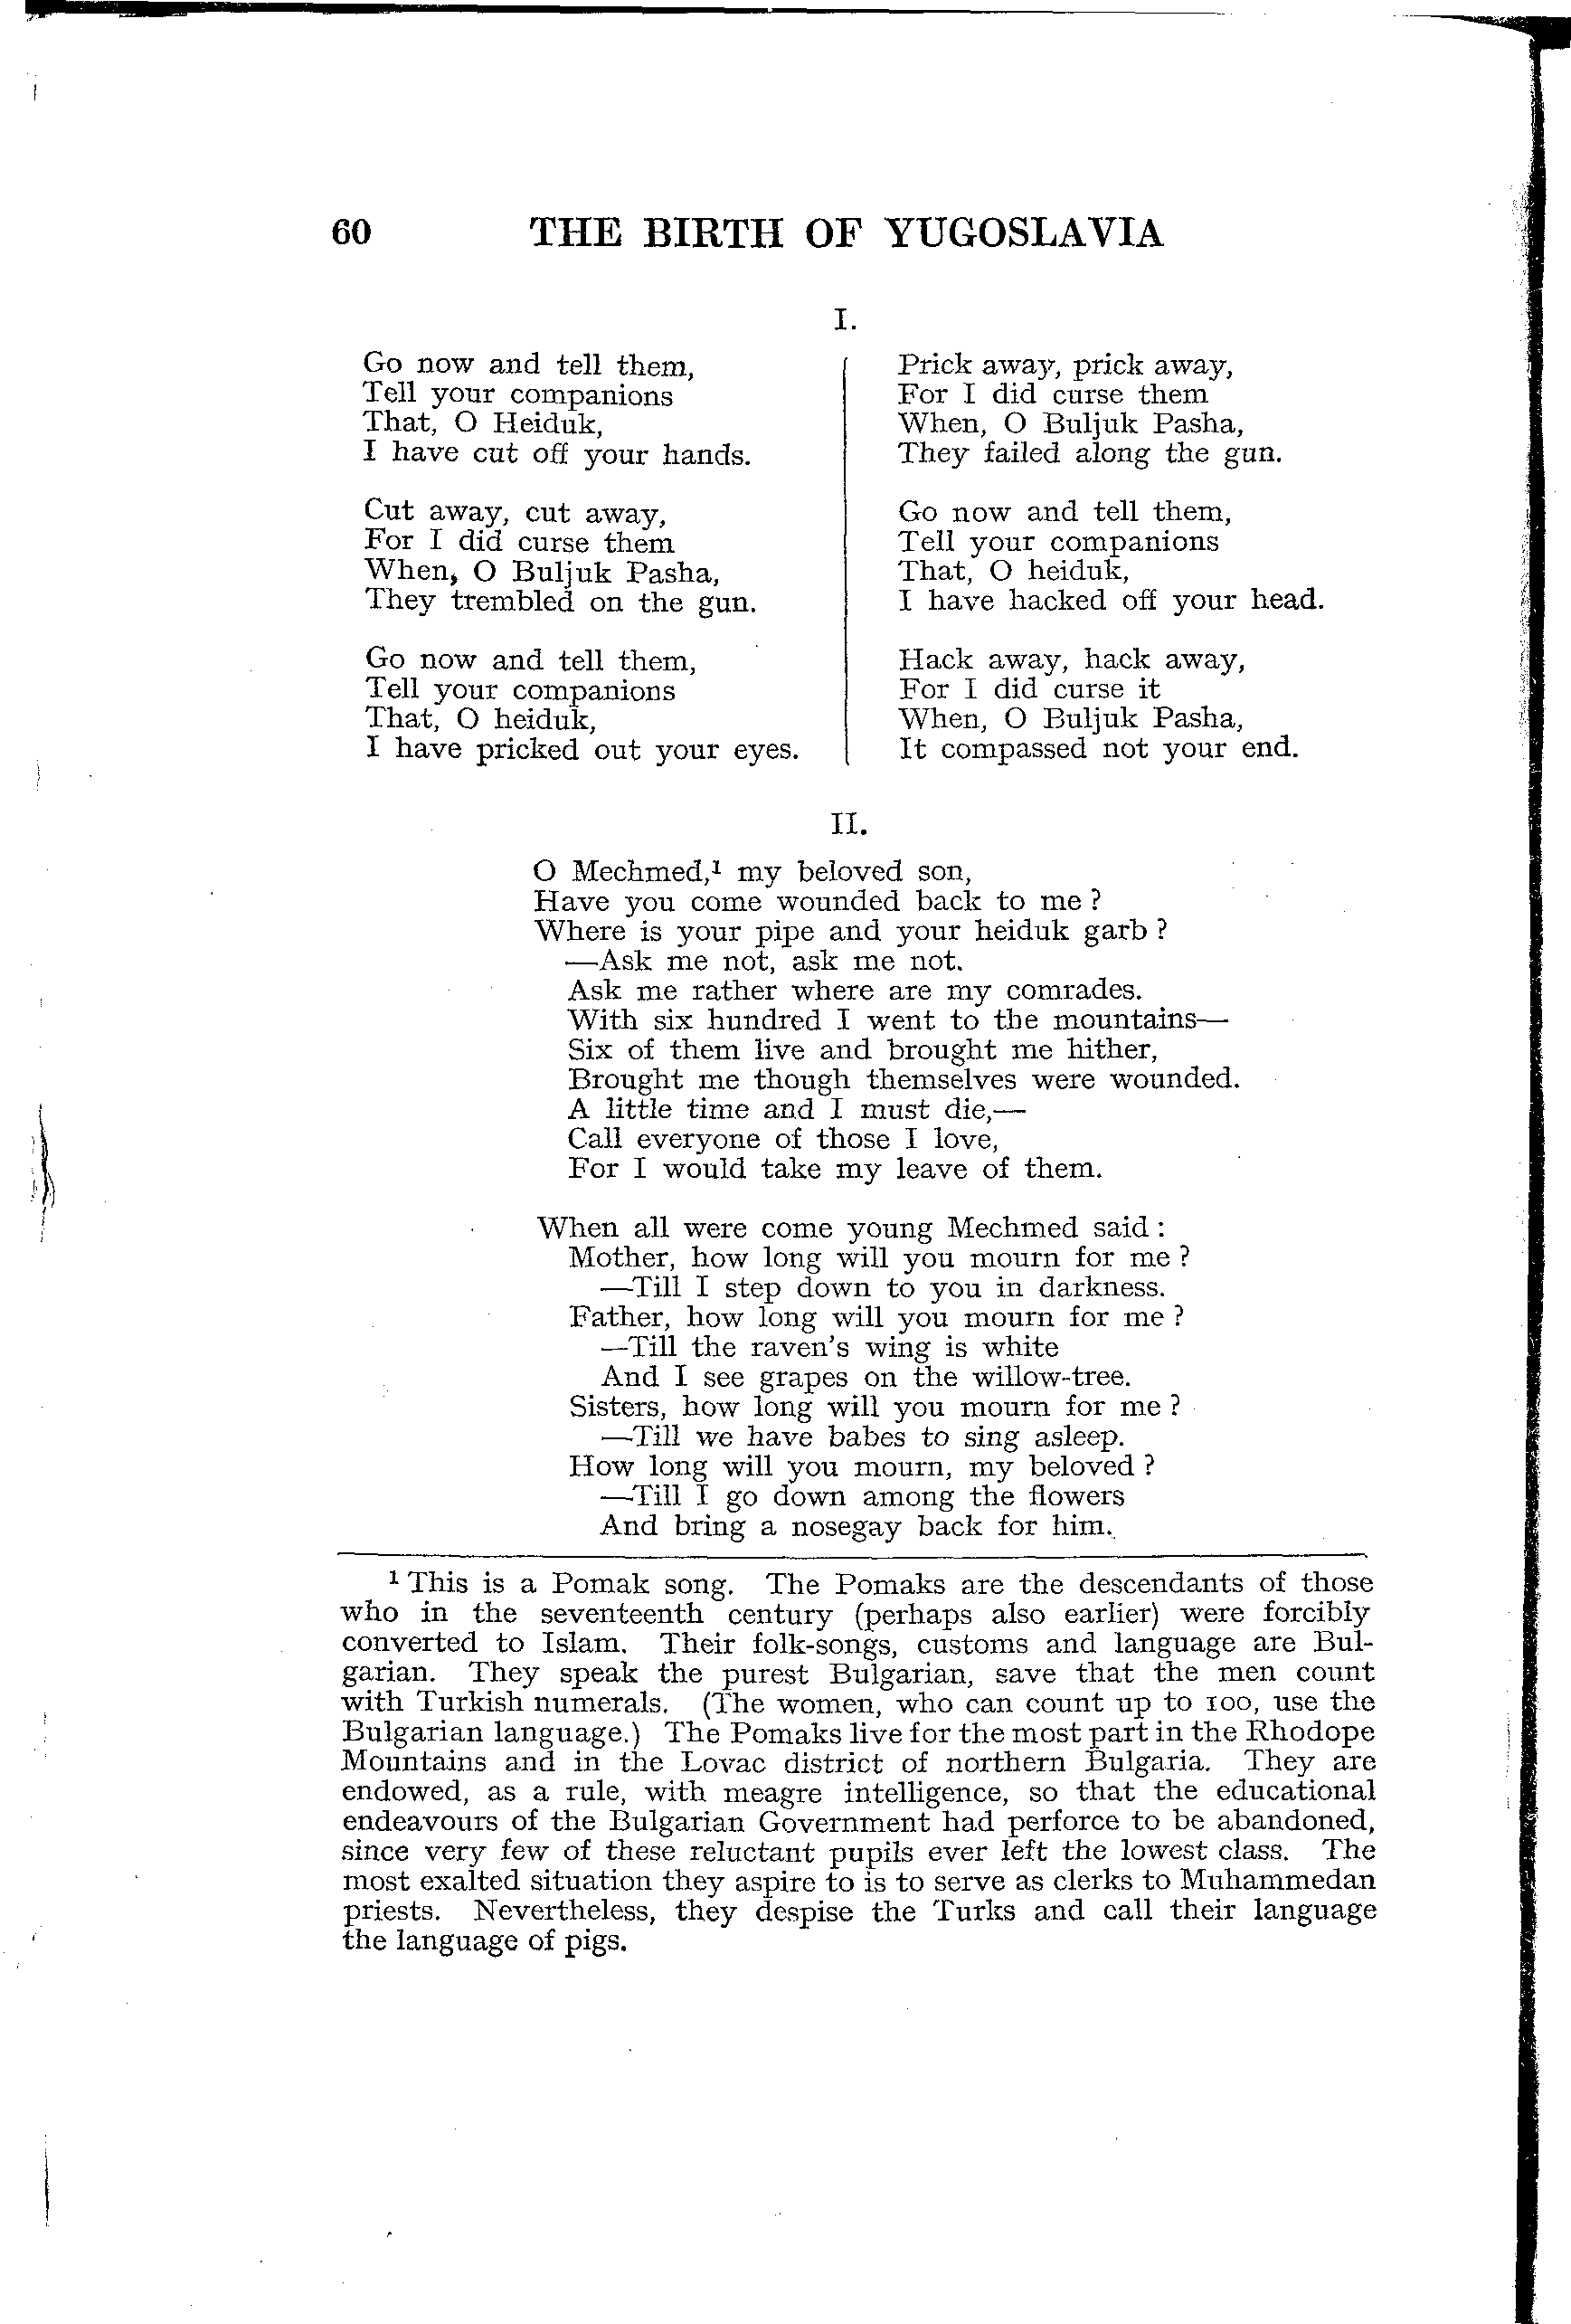 60 THE BIRTH OF YUGOSLAVIA
I.
Go now and tell them,
Tell your companions
That, O Heiduk,
I have cut off your hands.
Cut away, cut away,
For I did curse them
When, O Buljuk Pasha,
They trembled on the gun.
Go now and tell them,
Tell your companions
That, O heiduk,
I have pricked out your eyes.
Prick away, prick away,
For I did curse them
When, O Buljuk Pasha,
They failed along the gun.
Go now and tell them,
Tell your companions
That, O heiduk,
I have hacked off your head.
Hack away, hack away,
For I did curse it
When, O Buljuk Pasha,
It compassed not your end.
II.
O Mechmed,¹ my beloved son,
Have you come wounded back to me ?
Where is your pipe and your heiduk garb ?
—Ask me not, ask me not.
Ask me rather where are my comrades.
With six hundred I went to the mountains—
Six of them live and brought me hither,
Brought me though themselves were wounded.
A little time and I must die,—
Call everyone of those I love,
For I would take my leave of them.
When all were come young Mechmed said :
Mother, how long will you mourn for me ?
—Till I step down to you in darkness.
Father, how long will you mourn for me ?
—Till the raven's wing is white
And I see grapes on the willow-tree.
Sisters, how long will you mourn for me ?
—Till we have babes to sing asleep.
How long will you mourn, my beloved ?
—Till I go down among the flowers
And bring a nosegay back for him.
¹ This is a Pomak song. The Pomaks are the descendants of those
who in the seventeenth century (perhaps also earlier) were forcibly
converted to Islam. Their folk-songs, customs and language are Bul-
garian. They speak the purest Bulgarian, save that the men count
with Turkish numerals. (The women, who can count up to 100, use the
Bulgarian language.) The Pomaks live for the most part in the Rhodope
Mountains and in the Lovac district of northern Bulgaria. They are
endowed, as a rule, with meagre intelligence, so that the educational
endeavours of the Bulgarian Government had perforce to be abandoned,
since very few of these reluctant pupils ever left the lowest class. The
most exalted situation they aspire to is to serve as clerks to Muhammedan
priests. Nevertheless, they despise the Turks and call their language
the language of pigs.